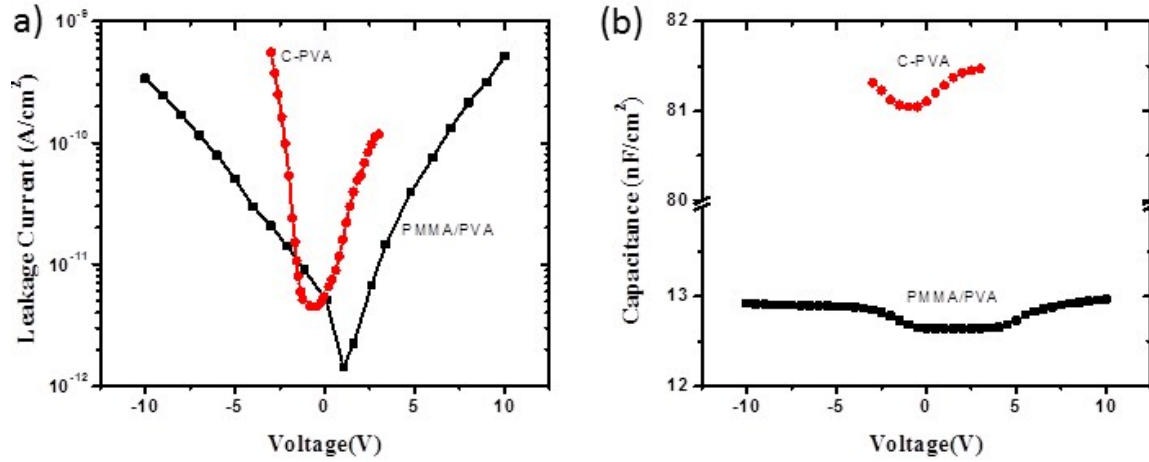 a)
Leakage Current (A/cm²)
10⁻⁹
10⁻¹⁰
10⁻¹¹
10⁻¹²
C-PVA
PMMA/PVA
-10 -5 0 5 10
Voltage(V)
(b)
Capacitance (nF/cm²)
82
81
80
13
12
C-PVA
PMMA/PVA
-10 -5 0 5 10
Voltage(V)